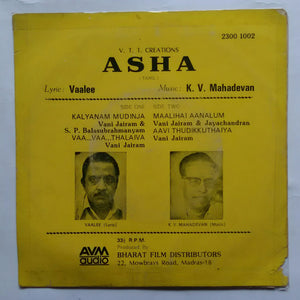 2300 1002
V. T. T. CREATIONS
ASHA
(TAMIL)
Lyric: Vaalee Music: K. V. Mahadevan
SIDE ONE
KALYANAM MUDINJA
Vani Jairam &
S. P. Balasubrahmanyam
VAA...VAA...THALAIVA
Vani Jairam
SIDE TWO
MAALIHAI AANALUM
Vani Jairam & Jayachandran
AAVI THUDIKKUTHAIYA
Vani Jairam
VAALEE (Lyric)
K.V. MAHADEVAN (Music)
AVM
audio
33⅓ R.P.M.
Produced By
BHARAT FILM DISTRIBUTORS
22, Mowbrays Road, Madras-18